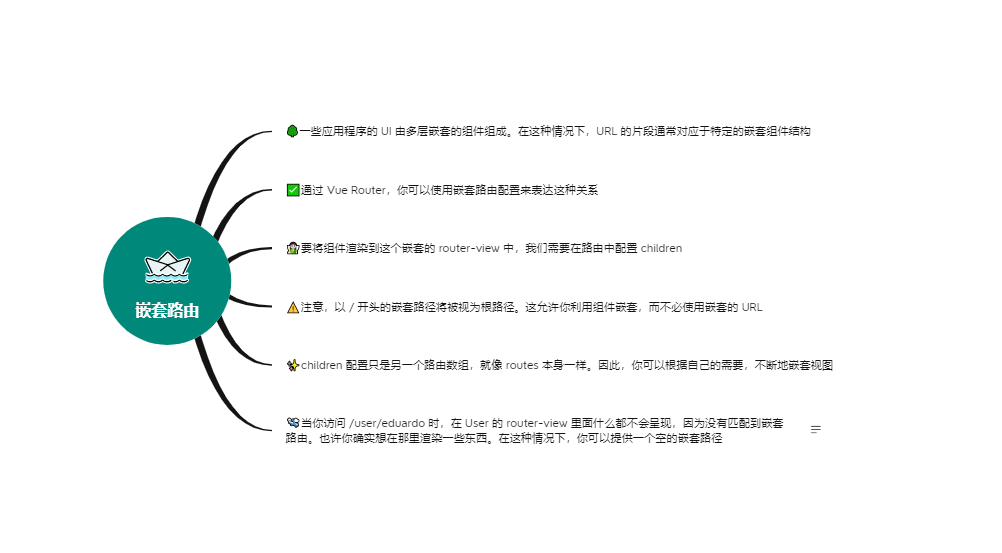 一些应用程序的 UI 由多层嵌套的组件组成。在这种情况下，URL 的片段通常对应于特定的嵌套组件结构
通过 Vue Router，你可以使用嵌套路由配置来表达这种关系
要将组件渲染到这个嵌套的 router-view 中，我们需要在路由中配置 children
嵌套路由
注意，以 / 开头的嵌套路径将被视为根路径。这允许你利用组件嵌套，而不必使用嵌套的 URL
children 配置只是另一个路由数组，就像 routes 本身一样。因此，你可以根据自己的需要，不断地嵌套视图
当你访问 /user/eduardo 时，在 User 的 router-view 里面什么都不会呈现，因为没有匹配到嵌套
路由。也许你确实想在那里渲染一些东西。在这种情况下，你可以提供一个空的嵌套路径